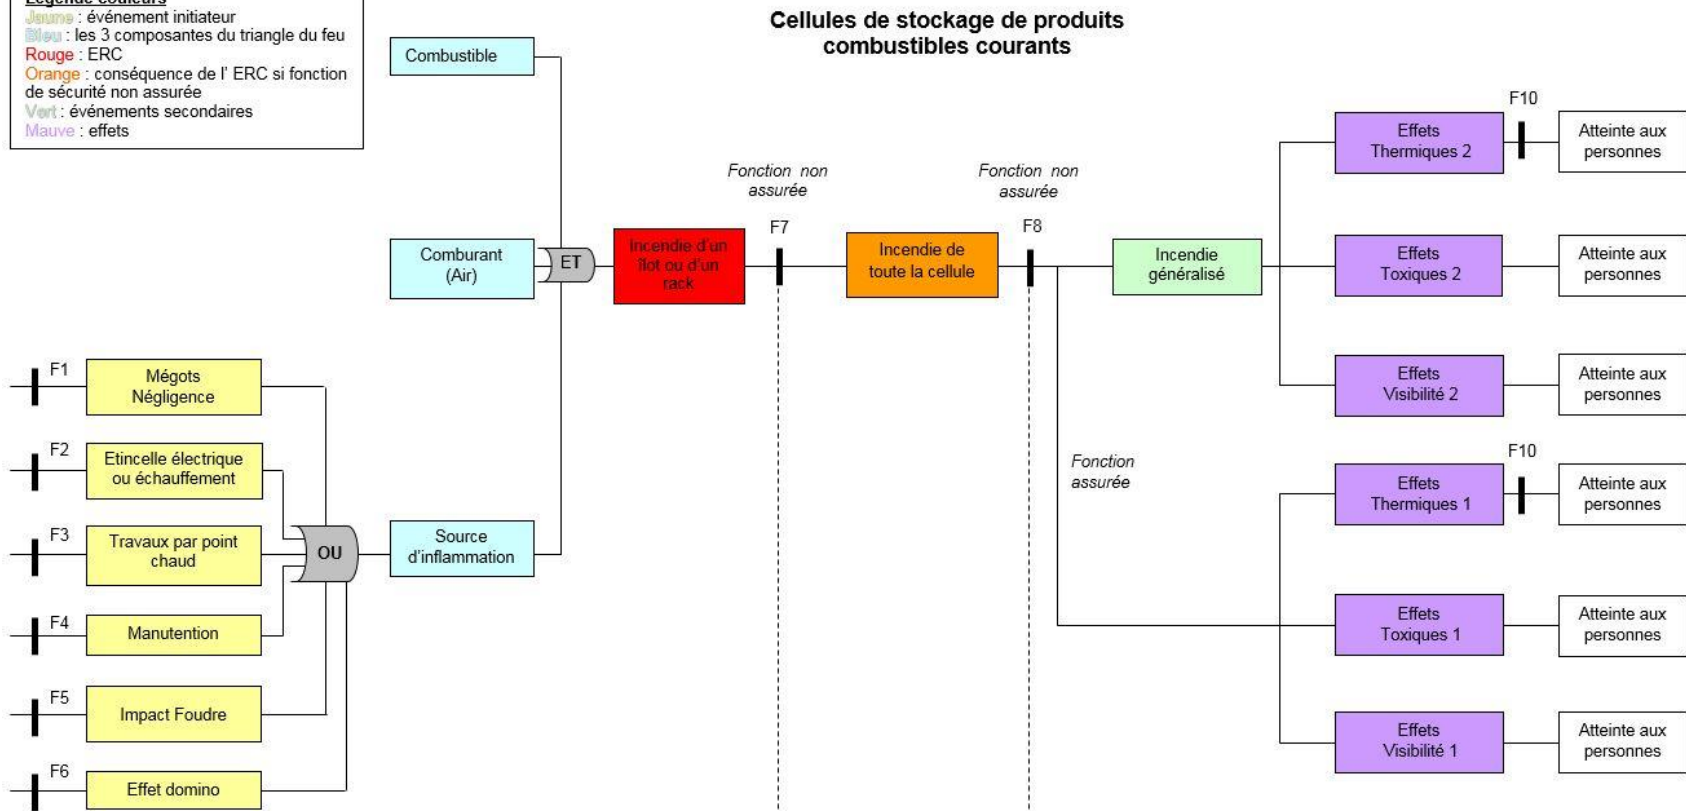 Légende couleurs
Jaune : événement initiateur
Bleu : les 3 composantes du triangle du feu
Rouge : ERC
Orange : conséquence de l' ERC si fonction
de sécurité non assurée
Vert : événements secondaires
Mauve : effets
Cellules de stockage de produits
combustibles courants
Combustible
Comburant
(Air)
ET
Incendie d'un
îlot ou d'un
rack
Fonction non
assurée
F7
Incendie de
toute la cellule
Fonction non
assurée
F8
Incendie
généralisé
Fonction
assurée
Effets
Thermiques 2
F10
Atteinte aux
personnes
Effets
Toxiques 2
Atteinte aux
personnes
Effets
Visibilité 2
Atteinte aux
personnes
Effets
Thermiques 1
F10
Atteinte aux
personnes
Effets
Toxiques 1
Atteinte aux
personnes
Effets
Visibilité 1
Atteinte aux
personnes
F1
Mégots
Négligence
F2
Etincelle électrique
ou échauffement
F3
Travaux par point
chaud
OU
Source
d'inflammation
F4
Manutention
F5
Impact Foudre
F6
Effet domino